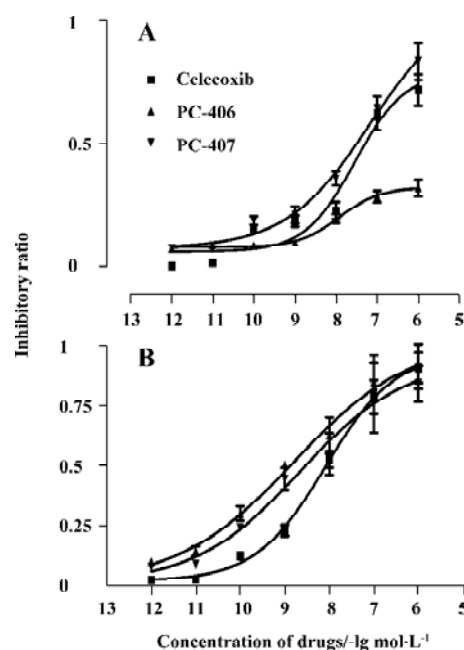 A
Celecoxib
PC-406
PC-407
1
0.5
0
13 12 11 10 9 8 7 6 5
Inhibitory ratio
B
1
0.75
0.5
0.25
0
13 12 11 10 9 8 7 6 5
Concentration of drugs/-lg mol·L⁻¹